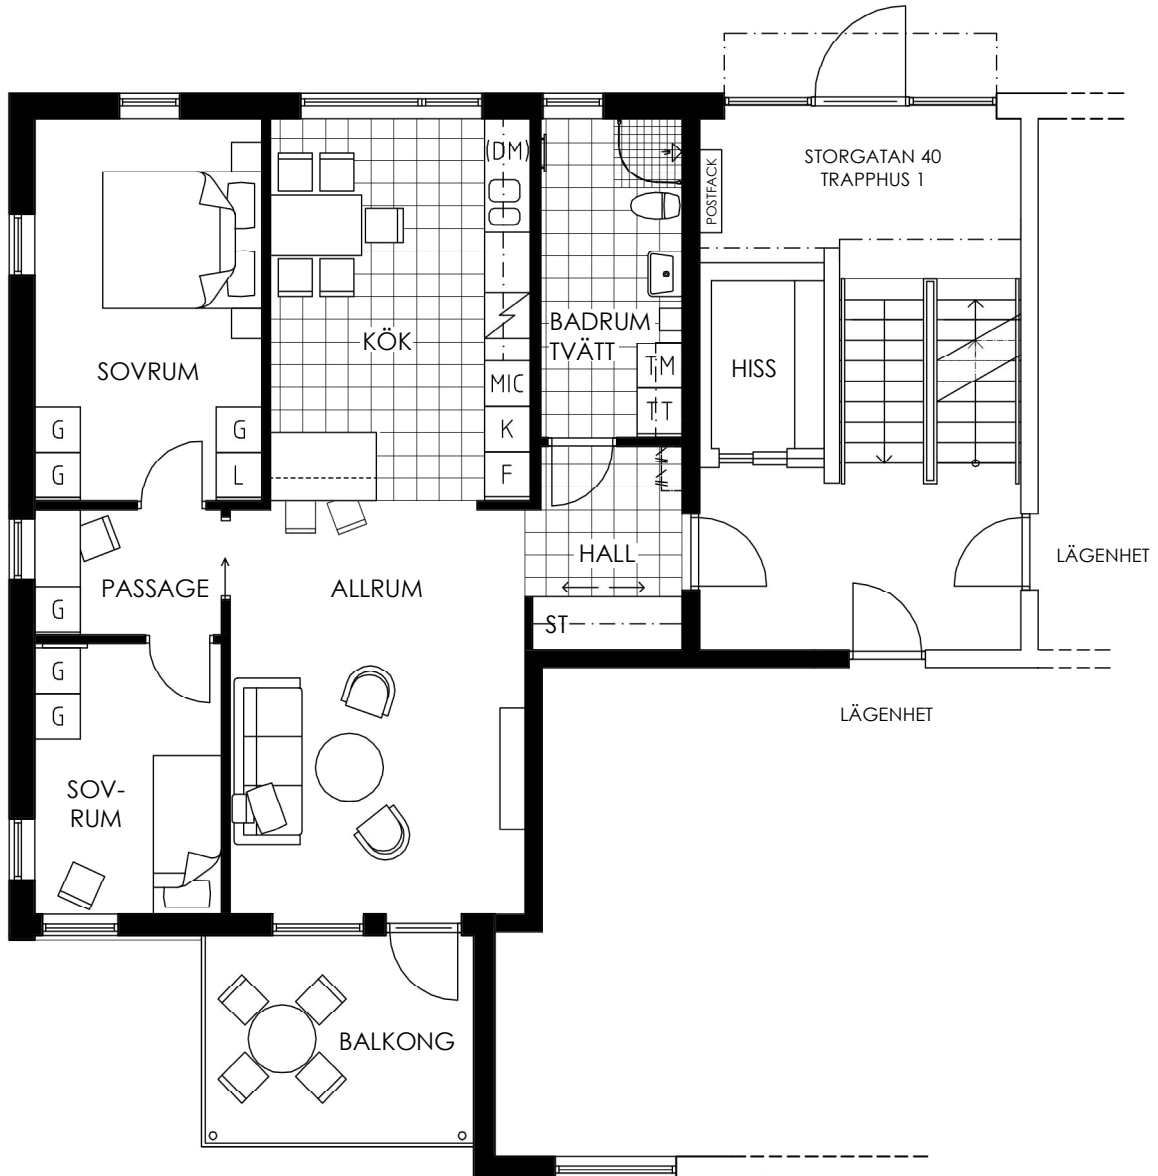 STORGATAN 40
TRAPPHUS 1
POSTFACK
(DM)
KÖK
BADRUM
TVÄTT
SOVRUM
HISS
TM
MIC
TT
G
G
K
G
L
F
HALL
LÄGENHET
PASSAGE
ALLRUM
G
ST
G
G
LÄGENHET
SOV-
RUM
BALKONG